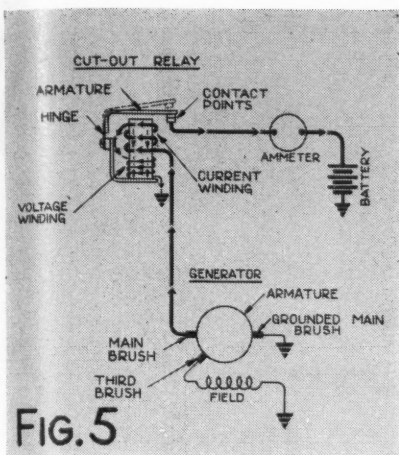 CUT-OUT RELAY
ARMATURE
HINGE
CONTACT
POINTS
AMMETER
BATTERY
VOLTAGE
WINDING
CURRENT
WINDING
GENERATOR
ARMATURE
GROUNDED MAIN
BRUSH
MAIN
BRUSH
THIRD
BRUSH
FIELD
FIG. 5